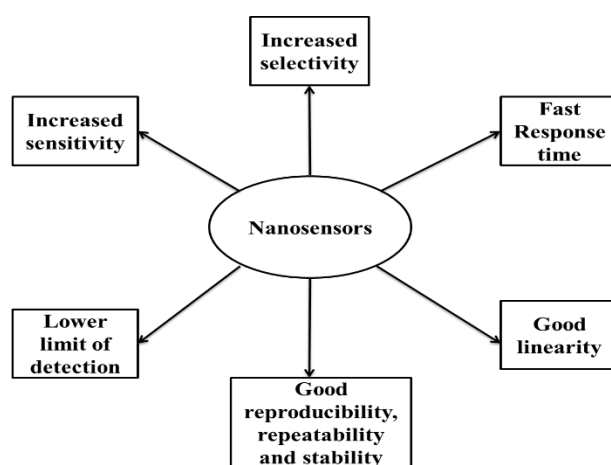 Increased
selectivity
Increased
sensitivity
Fast
Response
time
Nanosensors
Lower
limit of
detection
Good
linearity
Good
reproducibility,
repeatability
and stability